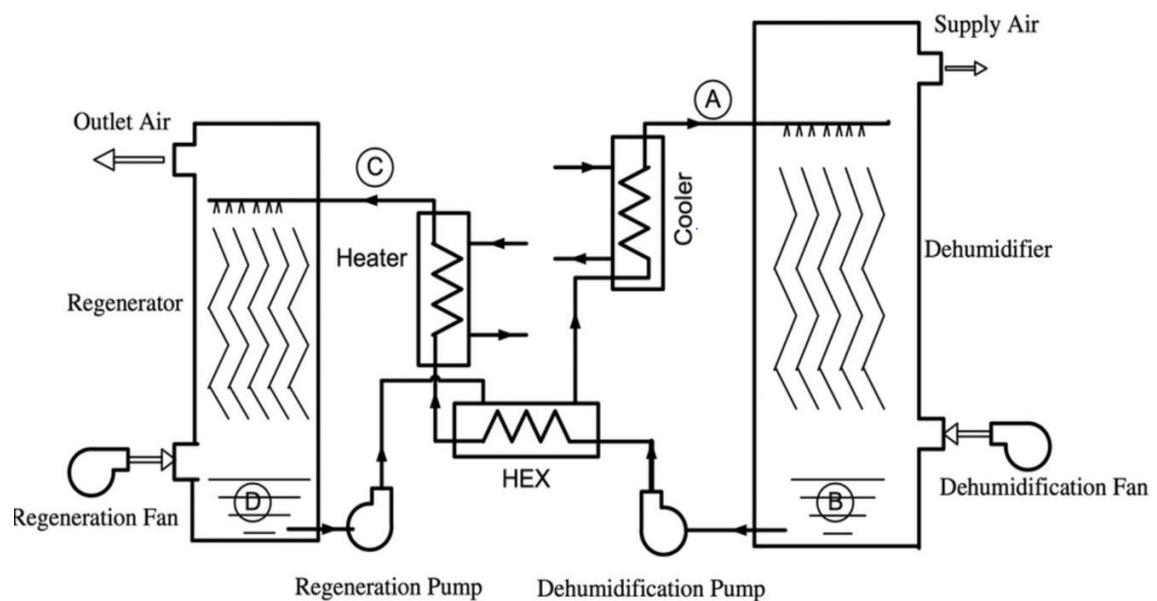 Supply Air
A
Outlet Air
C
Cooler
Heater
Dehumidifier
Regenerator
HEX
D
B
Regeneration Fan
Dehumidification Fan
Regeneration Pump
Dehumidification Pump